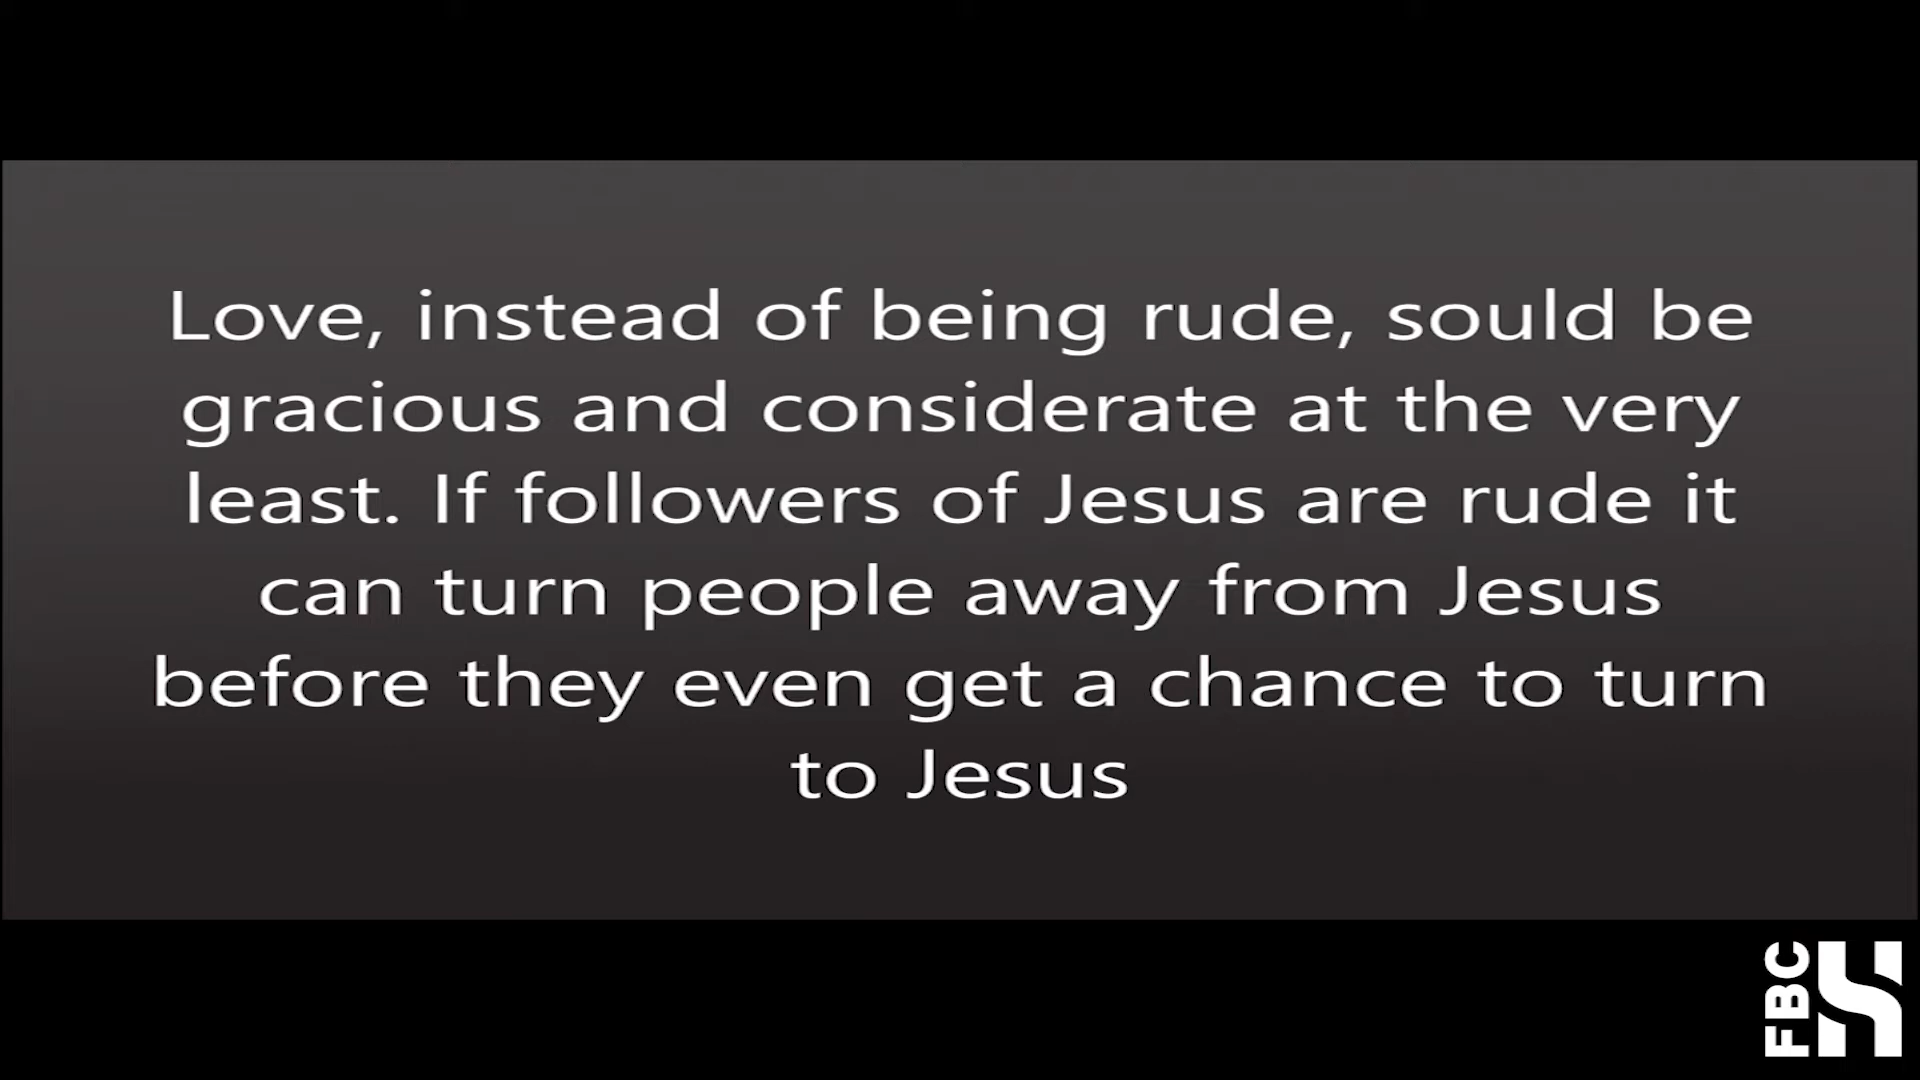 Love, instead of being rude, sould be
gracious and considerate at the very
least. If followers of Jesus are rude it
can turn people away from Jesus
before they even get a chance to turn
to Jesus
FBC